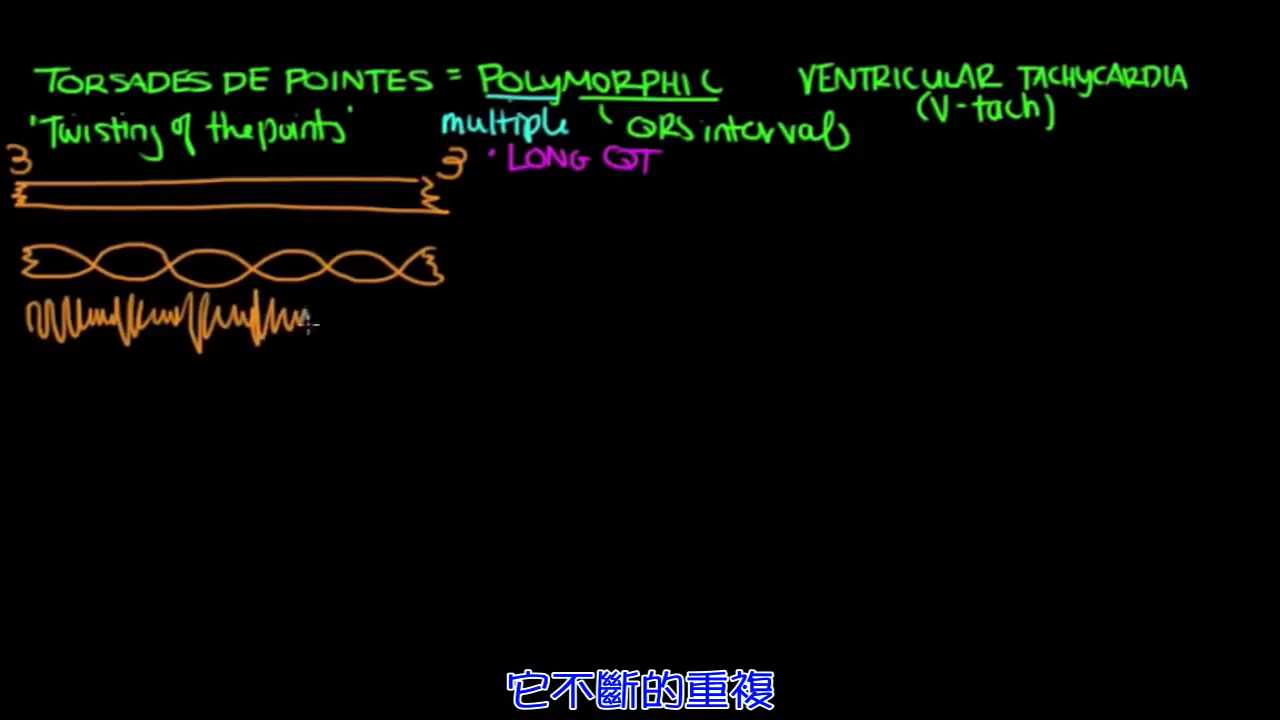 TORSADES DE POINTES = POLYMORPHIC VENTRICULAR TACHYCARDIA
(V-tach)
'Twisting of the points' multiple QRS intervals
• LONG QT
它不斷的重複